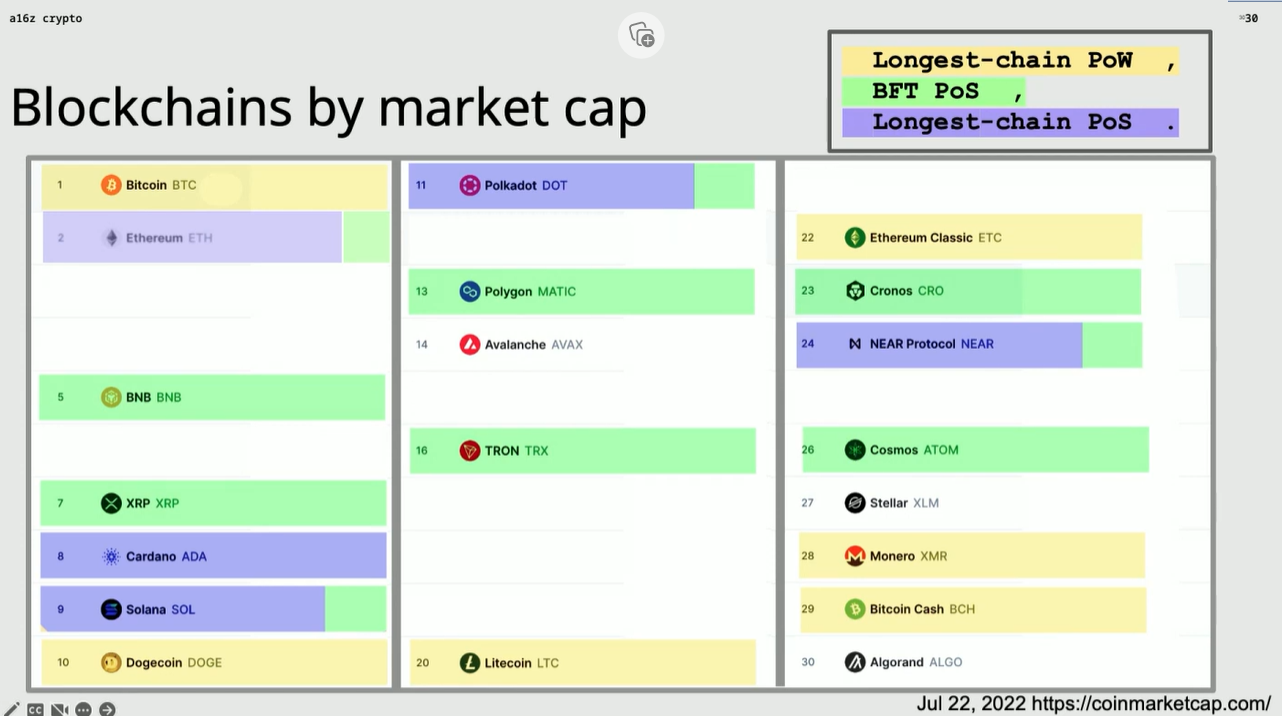 a16z crypto
30
Blockchains by market cap
Longest-chain PoW ,
BFT PoS ,
Longest-chain PoS .
1 Bitcoin BTC
2 Ethereum ETH
5 BNB BNB
7 XRP XRP
8 Cardano ADA
9 Solana SOL
10 Dogecoin DOGE
11 Polkadot DOT
13 Polygon MATIC
14 Avalanche AVAX
16 TRON TRX
20 Litecoin LTC
22 Ethereum Classic ETC
23 Cronos CRO
24 NEAR Protocol NEAR
26 Cosmos ATOM
27 Stellar XLM
28 Monero XMR
29 Bitcoin Cash BCH
30 Algorand ALGO
CC
Jul 22, 2022 https://coinmarketcap.com/